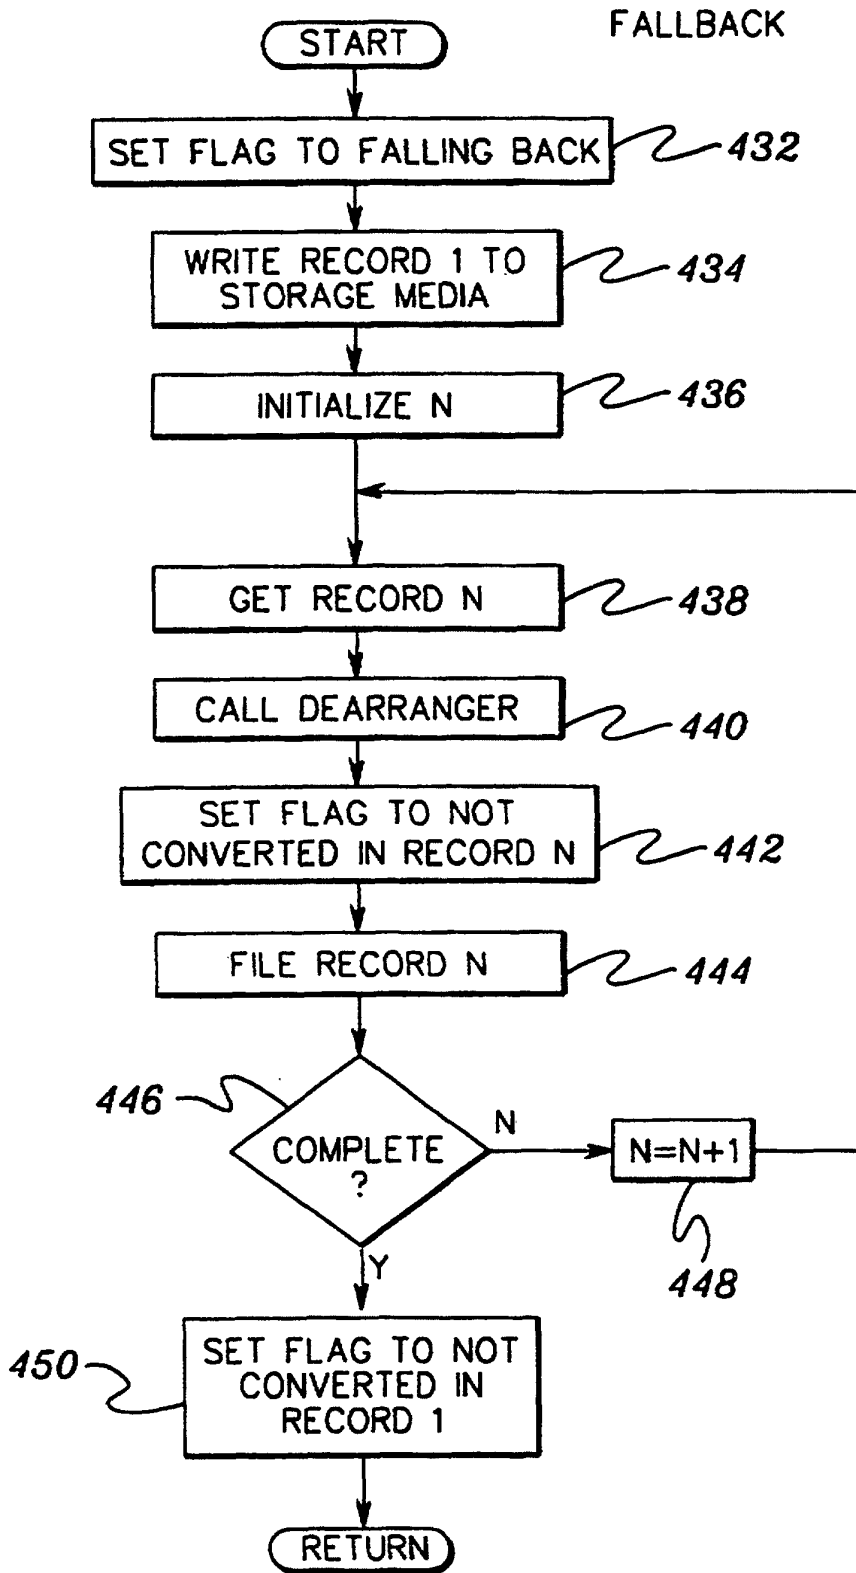 FALLBACK
START
SET FLAG TO FALLING BACK
432
WRITE RECORD 1 TO
STORAGE MEDIA
434
INITIALIZE N
436
GET RECORD N
438
CALL DEARRANGER
440
SET FLAG TO NOT
CONVERTED IN RECORD N
442
FILE RECORD N
444
446
COMPLETE
?
N
N=N+1
448
Y
450
SET FLAG TO NOT
CONVERTED IN
RECORD 1
RETURN